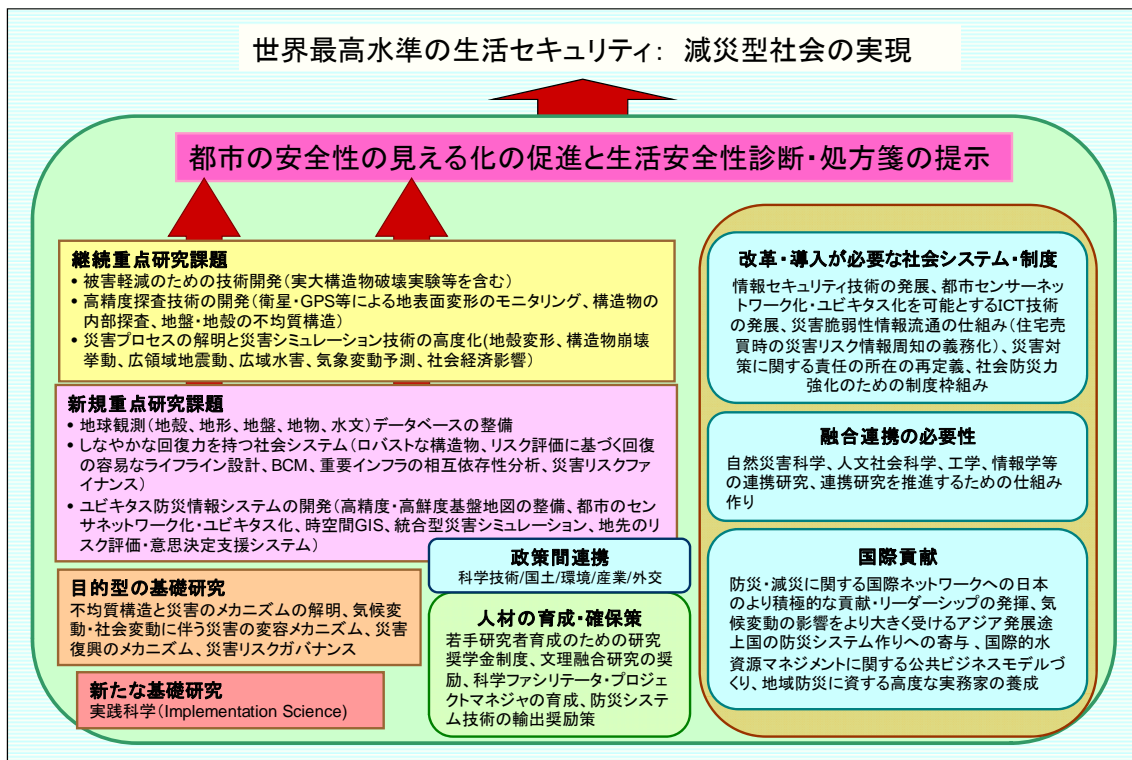 世界最高水準の生活セキュリティ： 減災型社会の実現
都市の安全性の見える化の促進と生活安全性診断・処方箋の提示
継続重点研究課題
• 被害軽減のための技術開発（実大構造物破壊実験等を含む）
• 高精度探査技術の開発（衛星・GPS等による地表面変形のモニタリング、構造物の
内部探査、地盤・地殻の不均質構造）
• 災害プロセスの解明と災害シミュレーション技術の高度化(地殻変形、構造物崩壊
挙動、広領域地震動、広域水害、気象変動予測、社会経済影響）
新規重点研究課題
• 地球観測（地殻、地形、地盤、地物、水文）データベースの整備
• しなやかな回復力を持つ社会システム（ロバストな構造物、リスク評価に基づく回復
の容易なライフライン設計、BCM、重要インフラの相互依存性分析、災害リスクファ
イナンス）
• ユビキタス防災情報システムの開発（高精度・高鮮度基盤地図の整備、都市のセン
サネットワーク化・ユビキタス化、時空間GIS、統合型災害シミュレーション、地先のリ
スク評価・意思決定支援システム）
目的型の基礎研究
不均質構造と災害のメカニズムの解明、気候変
動・社会変動に伴う災害の変容メカニズム、災害
復興のメカニズム、災害リスクガバナンス
新たな基礎研究
実践科学（Implementation Science)
政策間連携
科学技術/国土/環境/産業/外交
人材の育成・確保策
若手研究者育成のための研究
奨学金制度、文理融合研究の奨
励、科学ファシリテータ・プロジェ
クトマネジャの育成、防災システ
ム技術の輸出奨励策
改革・導入が必要な社会システム・制度
情報セキュリティ技術の発展、都市センサーネッ
トワーク化・ユビキタス化を可能とするICT技術
の発展、災害脆弱性情報流通の仕組み（住宅売
買時の災害リスク情報周知の義務化）、災害対
策に関する責任の所在の再定義、社会防災力
強化のための制度枠組み
融合連携の必要性
自然災害科学、人文社会科学、工学、情報学等
の連携研究、連携研究を推進するための仕組み
作り
国際貢献
防災・減災に関する国際ネットワークへの日本
のより積極的な貢献・リーダーシップの発揮、気
候変動の影響をより大きく受けるアジア発展途
上国の防災システム作りへの寄与 、国際的水
資源マネジメントに関する公共ビジネスモデルづ
くり、地域防災に資する高度な実務家の養成